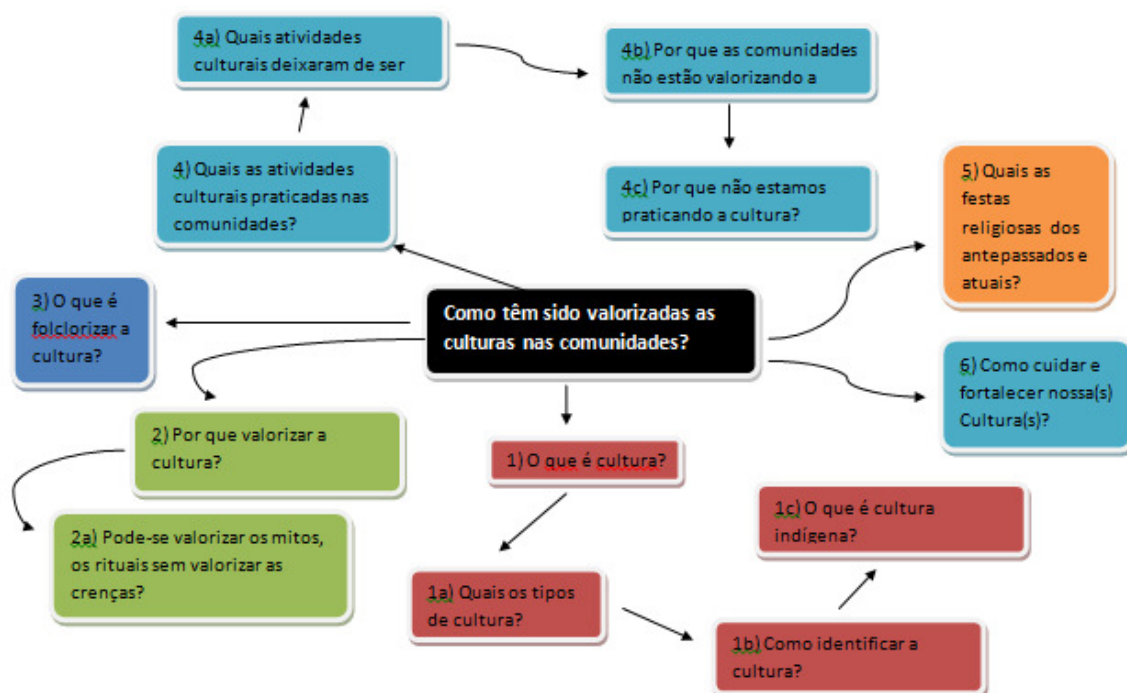 4a) Quais atividades
culturais deixaram de ser
4b) Por que as comunidades
não estão valorizando a
4) Quais as atividades
culturais praticadas nas
comunidades?
4c) Por que não estamos
praticando a cultura?
5) Quais as
festas
religiosas dos
antepassados e
atuais?
3) O que é
folclorizar a
cultura?
Como têm sido valorizadas as
culturas nas comunidades?
6) Como cuidar e
fortalecer nossa(s)
Cultura(s)?
2) Por que valorizar a
cultura?
1) O que é cultura?
1c) O que é cultura
indígena?
2a) Pode-se valorizar os mitos,
os rituais sem valorizar as
crenças?
1a) Quais os tipos
de cultura?
1b) Como identificar a
cultura?